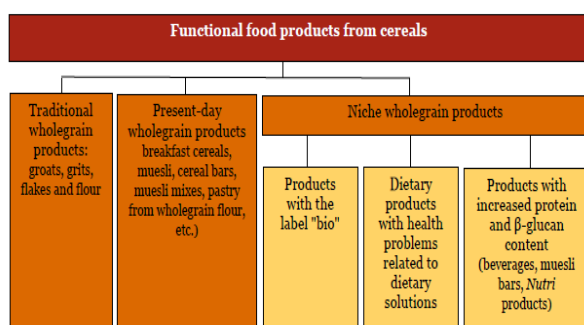 Functional food products from cereals
Traditional
wholegrain
products:
groats, grits,
flakes and flour
Present-day
wholegrain products
breakfast cereals,
muesli, cereal bars,
muesli mixes, pastry
from wholegrain flour,
etc.)
Niche wholegrain products
Products
with the
label "bio"
Dietary
products
with health
problems
related to
dietary
solutions
Products with
increased protein
and β-glucan
content
(beverages, muesli
bars, Nutri
products)